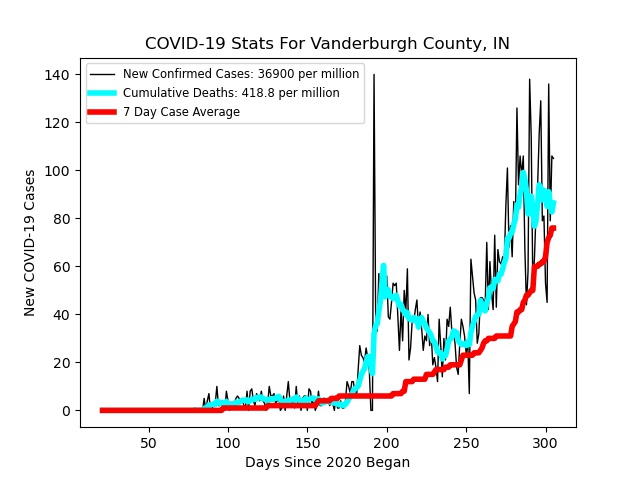 COVID-19 Stats For Vanderburgh County, IN
New Confirmed Cases: 36900 per million
Cumulative Deaths: 418.8 per million
7 Day Case Average
140
120
100
80
60
40
20
0
New COVID-19 Cases
50 100 150 200 250 300
Days Since 2020 Began